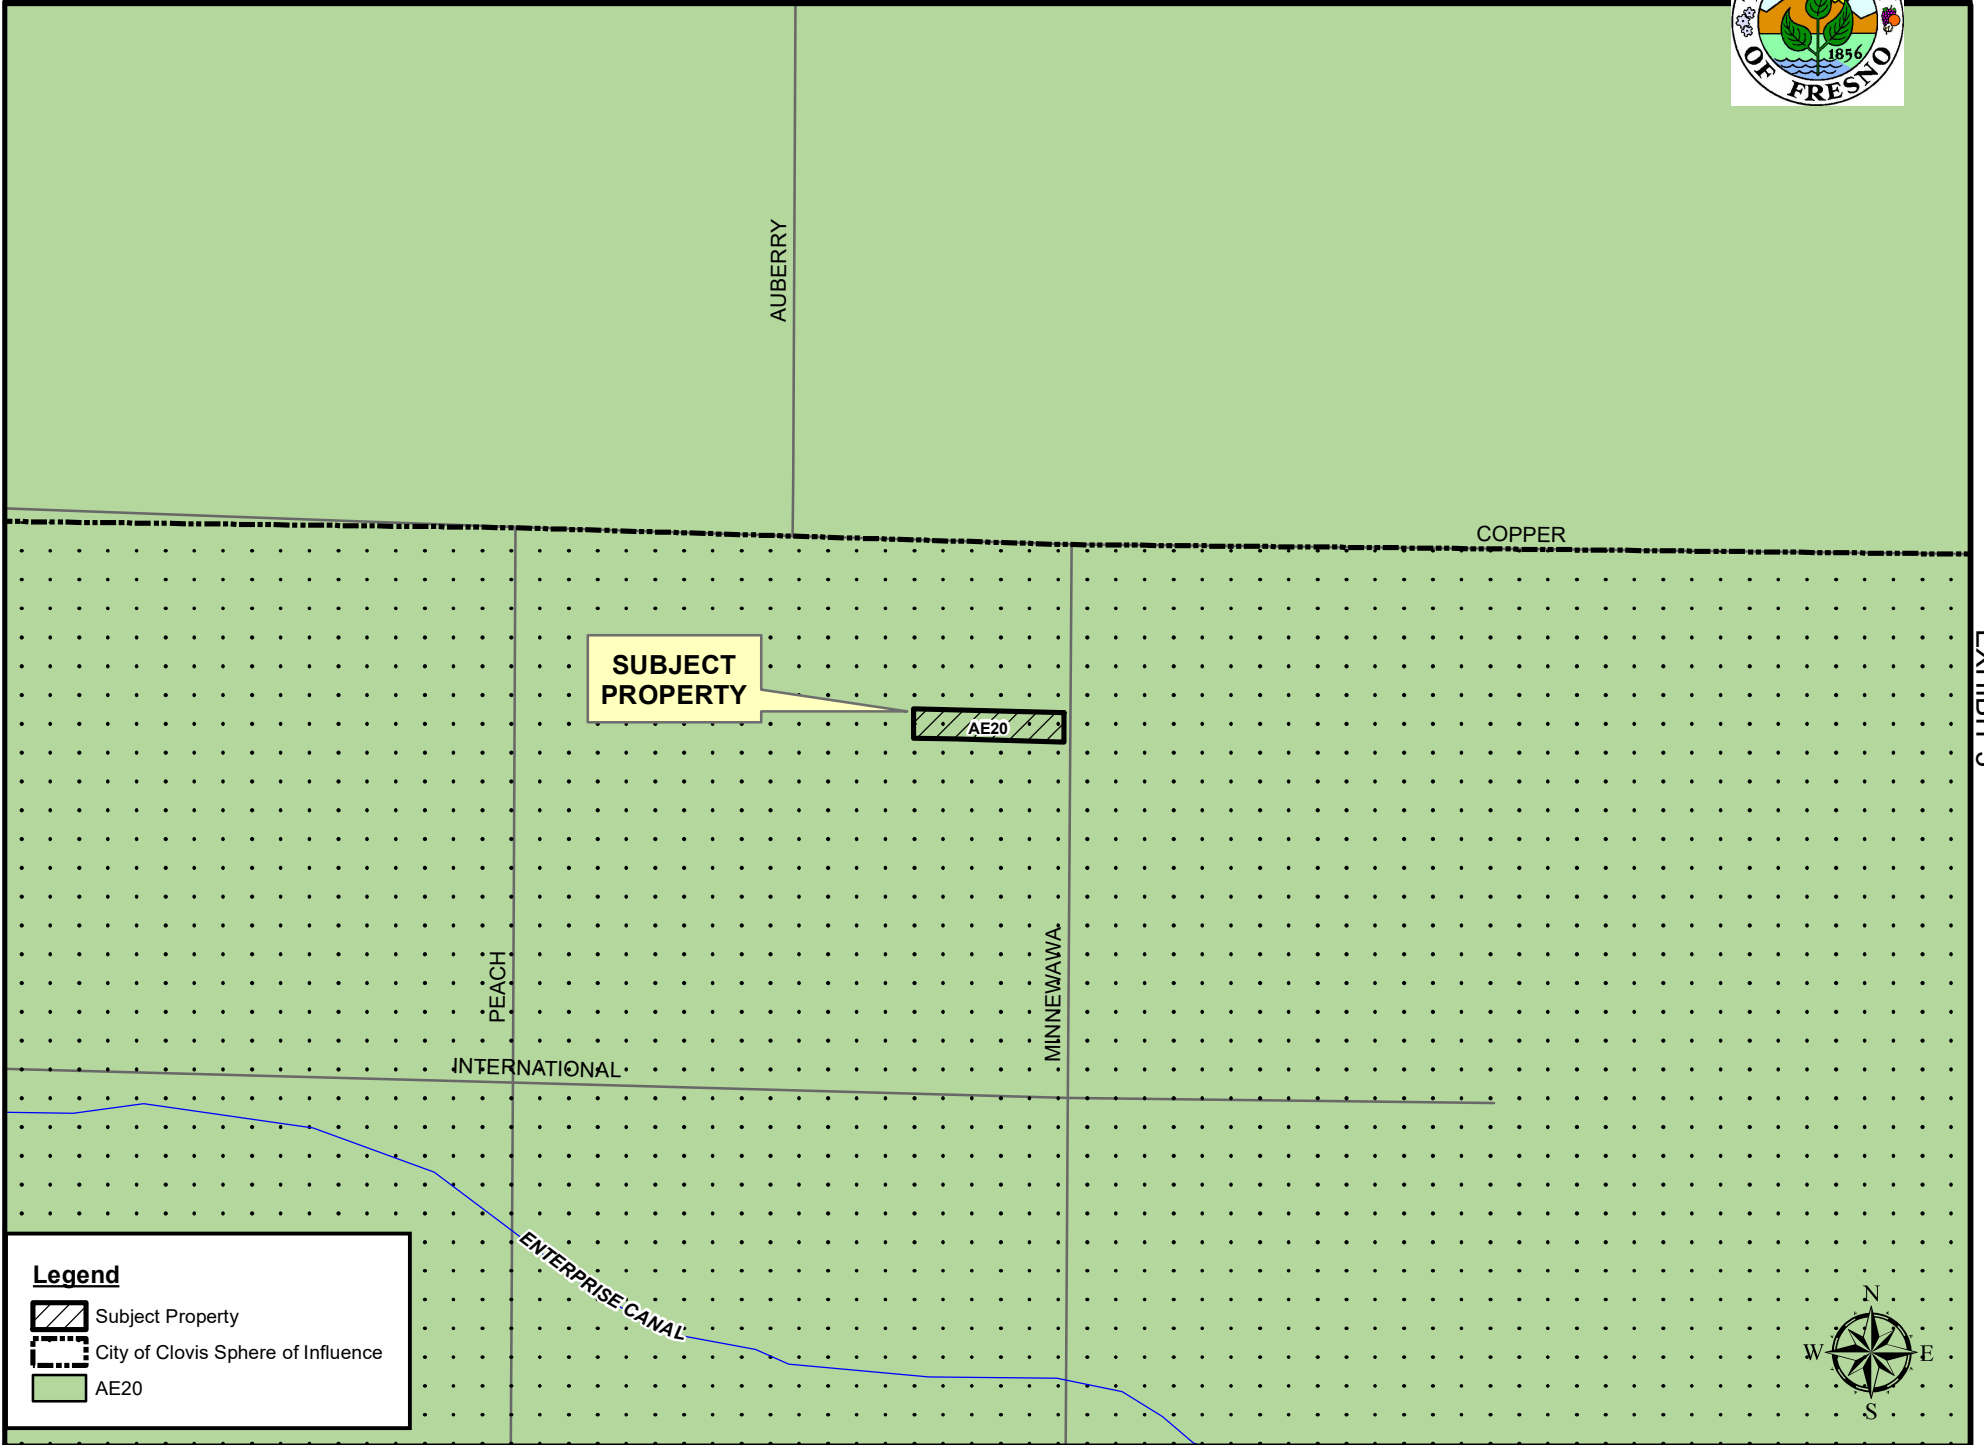 1856
OF FRESNO
AUBERRY
COPPER
SUBJECT
PROPERTY
AE20
PEACH
MINNEWAWA
INTERNATIONAL
ENTERPRISE CANAL
Legend
Subject Property
City of Clovis Sphere of Influence
AE20
N
W
E
S